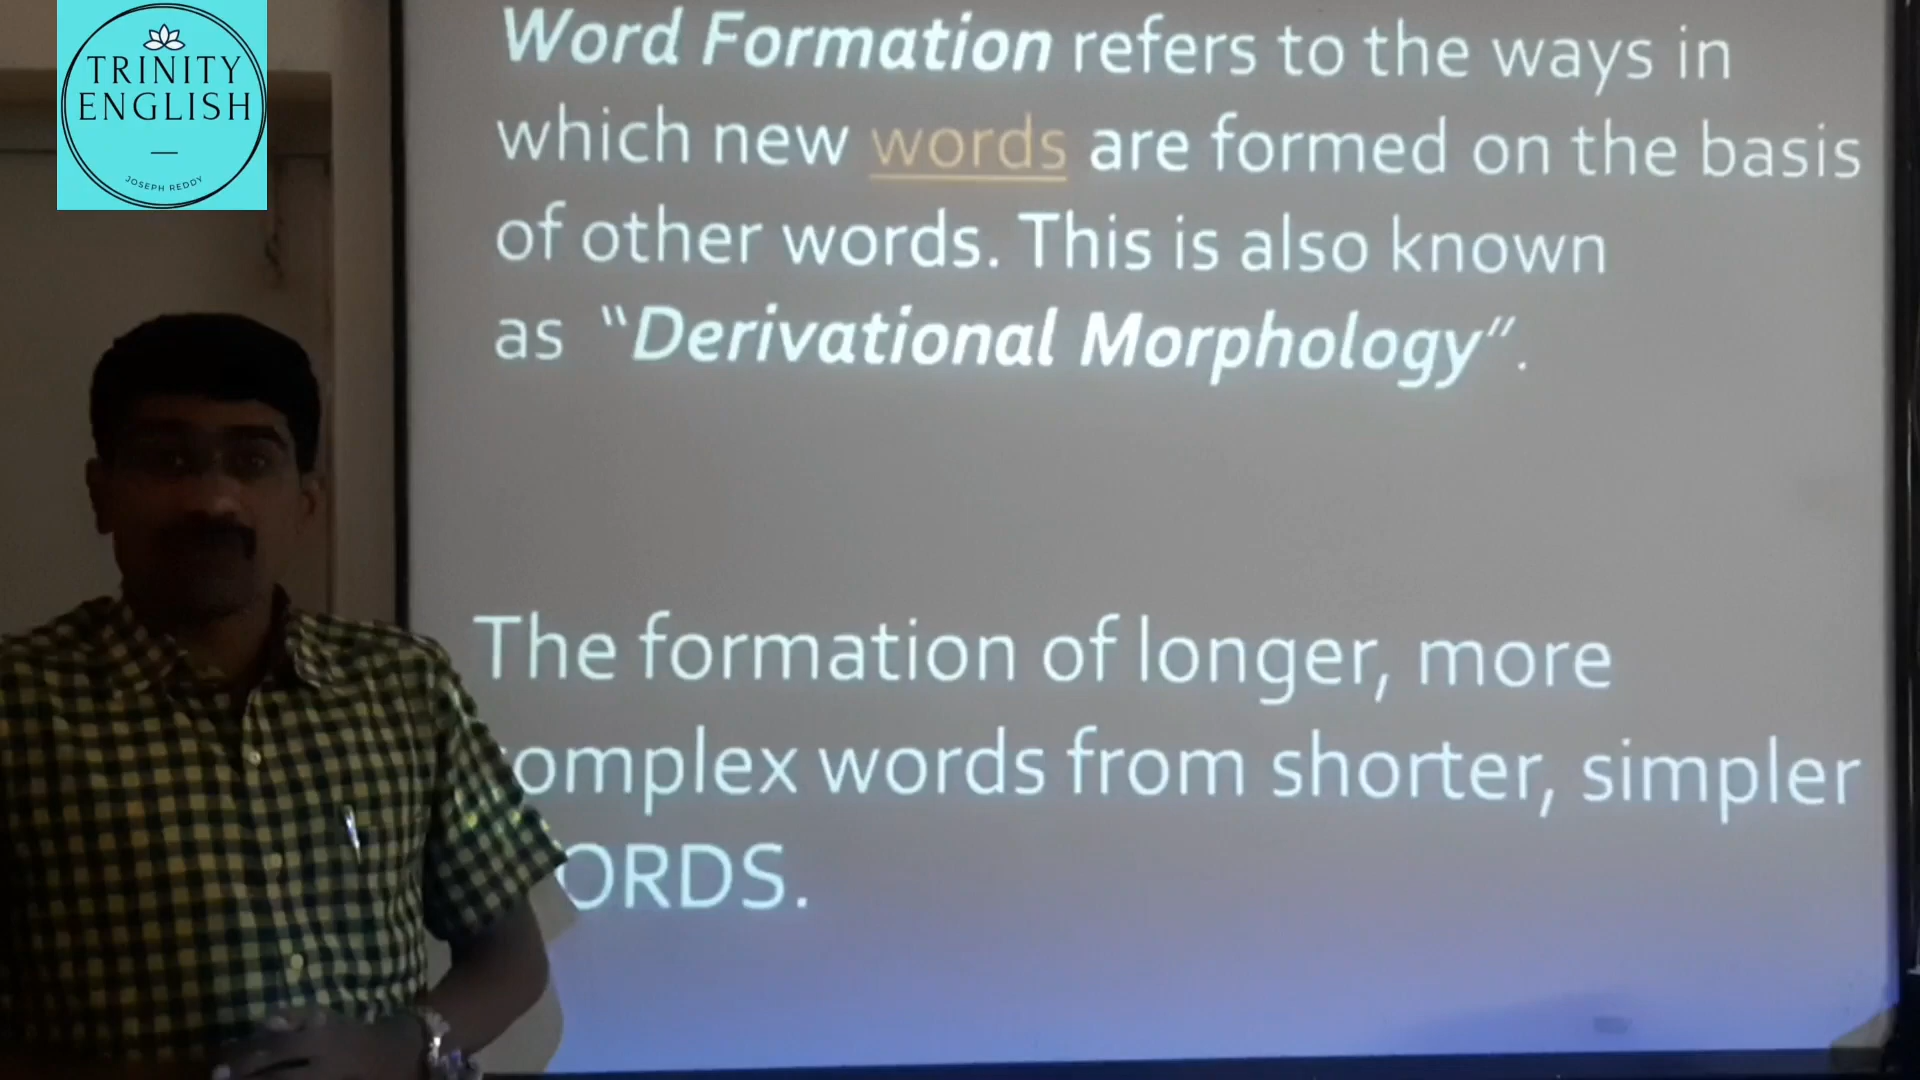 TRINITY
ENGLISH
JOSEPH REDDY
Word Formation refers to the ways in
which new words are formed on the basis
of other words. This is also known
as “Derivational Morphology”.
The formation of longer, more
omplex words from shorter, simpler
ORDS.